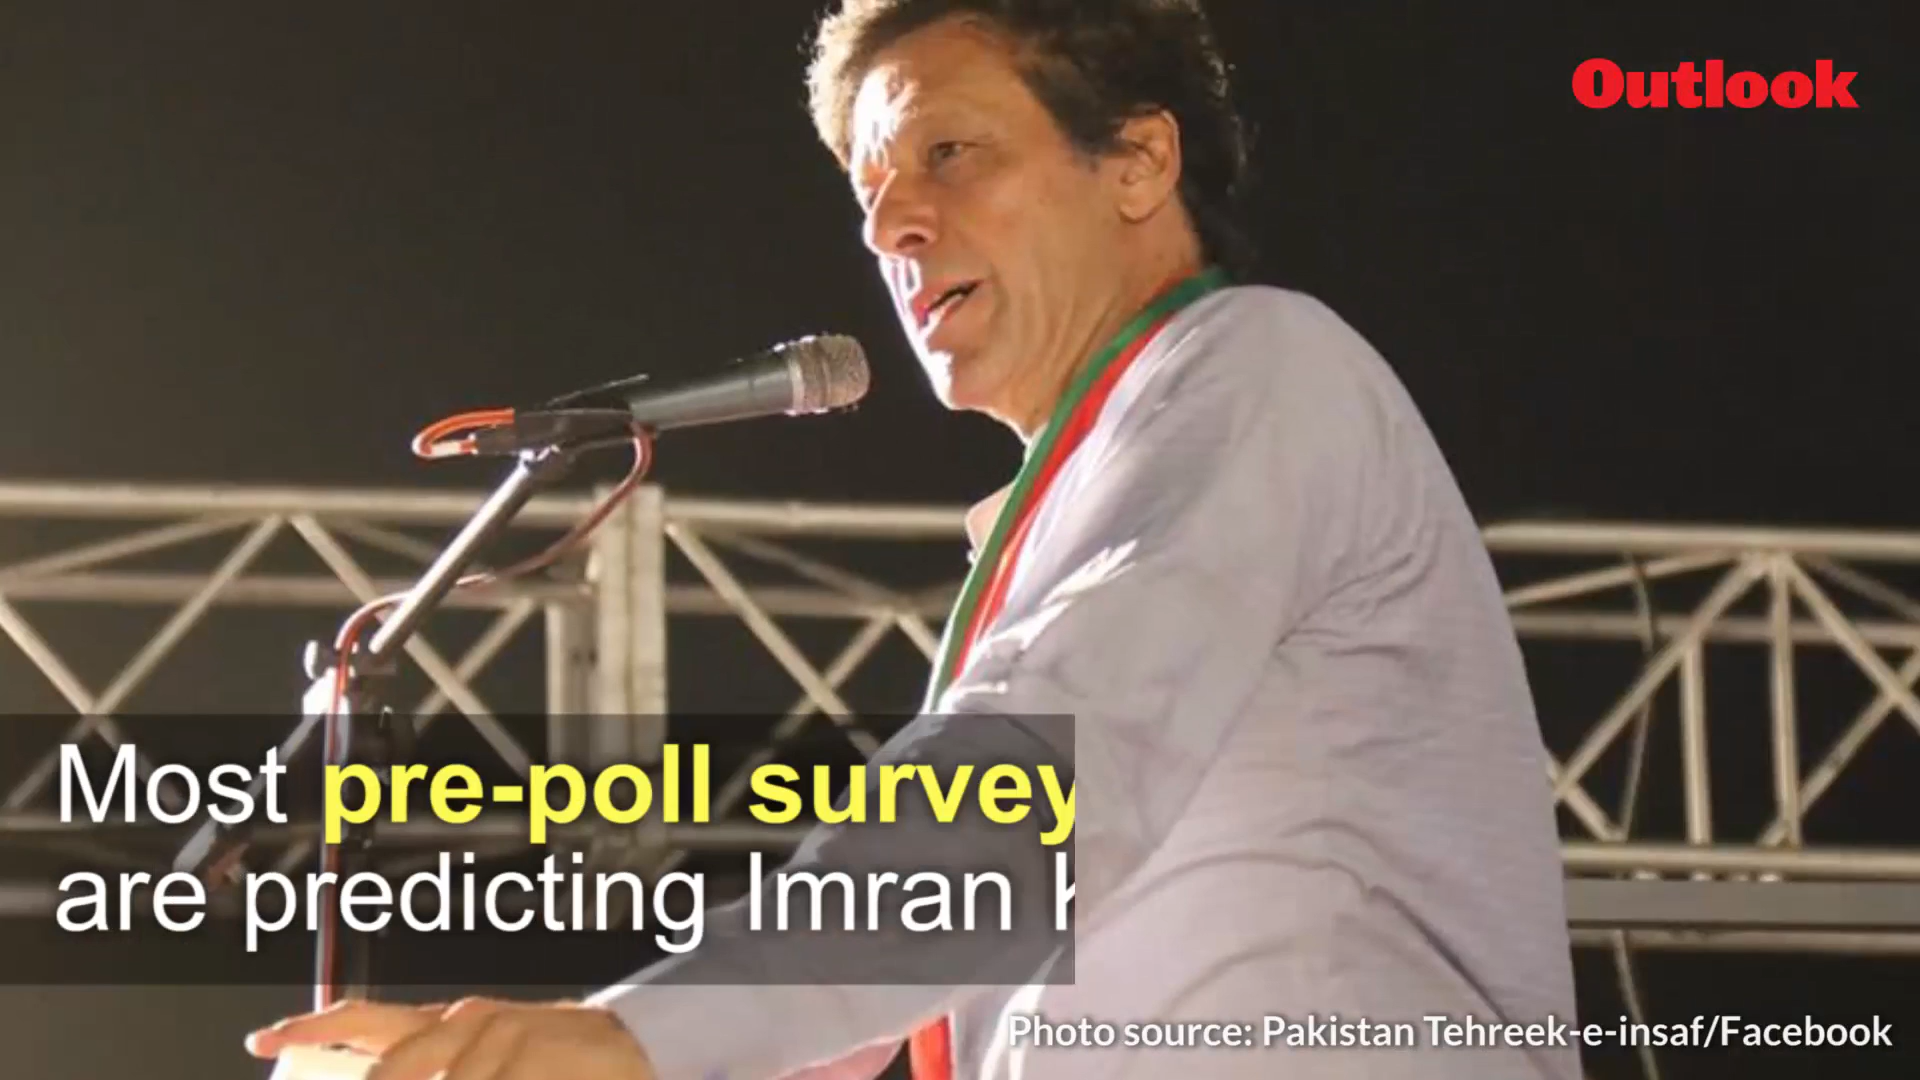 Outlook
Most pre-poll survey
are predicting Imran
Photo source: Pakistan Tehreek-e-insaf/Facebook